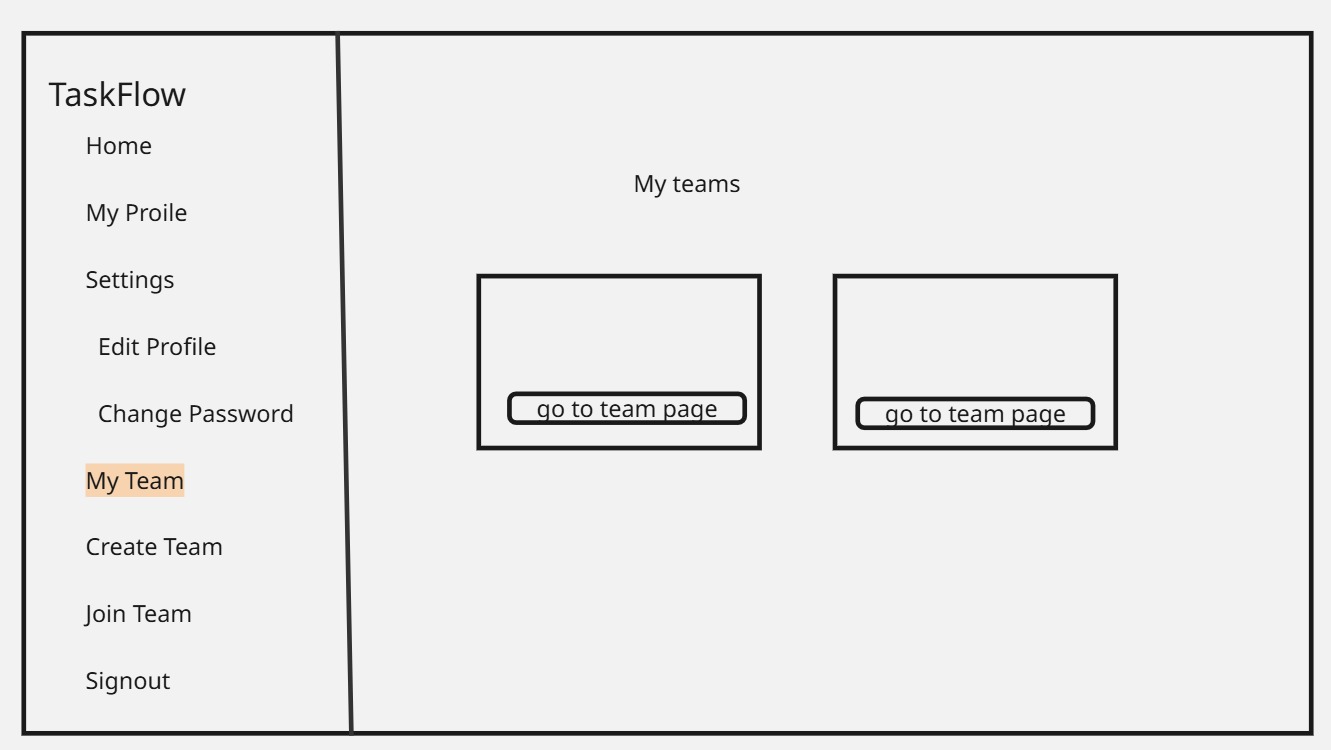 TaskFlow
Home
My Proile
Settings
Edit Profile
Change Password
My Team
Create Team
Join Team
Signout
My teams
go to team page
go to team page